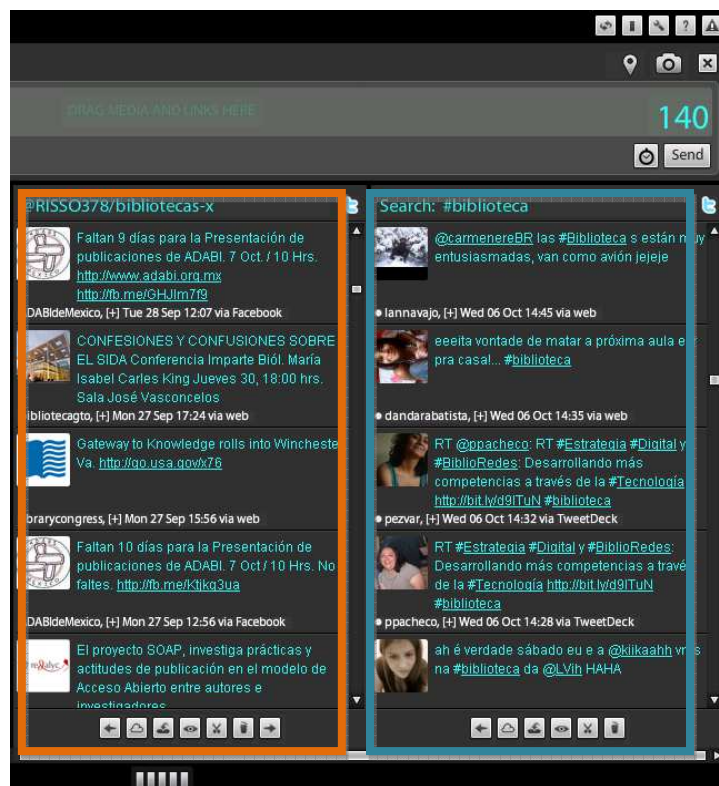 DRAG MEDIA AND LINKS HERE
140
Send
@RISSO378/bibliotecas-x
Faltan 9 días para la Presentación de
publicaciones de ADABI. 7 Oct. / 10 Hrs.
http://www.adabi.org.mx
http://fb.me/GHJIm7f9
DABIdeMexico, [+] Tue 28 Sep 12:07 via Facebook
CONFESIONES Y CONFUSIONES SOBRE
EL SIDA Conferencia Imparte Biól. María
Isabel Carles King Jueves 30, 18:00 hrs.
Sala José Vasconcelos
ibliotecagto, [+] Mon 27 Sep 17:24 via web
Gateway to Knowledge rolls into Wincheste
Va. http://go.usa.gov/x76
brarycongress, [+] Mon 27 Sep 15:56 via web
Faltan 10 días para la Presentación de
publicaciones de ADABI. 7 Oct / 10 Hrs. No
faltes. http://fb.me/Ktjkq3ua
DABIdeMexico, [+] Mon 27 Sep 12:56 via Facebook
redalyc
El proyecto SOAP, investiga prácticas y
actitudes de publicación en el modelo de
Acceso Abierto entre autores e
investigadores
Search: #biblioteca
@carmenereBR las #Biblioteca s están muy
entusiasmadas, van como avión jejeje
lannavajo, [+] Wed 06 Oct 14:45 via web
eeeita vontade de matar a próxima aula e
pra casa!... #biblioteca
dandarabatista, [+] Wed 06 Oct 14:35 via web
RT @ppacheco: RT #Estrategia #Digital y
#BiblioRedes: Desarrollando más
competencias a través de la #Tecnología
http://bit.ly/d9ITuN #biblioteca
pezvar, [+] Wed 06 Oct 14:32 via TweetDeck
RT #Estrategia #Digital y #BiblioRedes:
Desarrollando más competencias a travé
de la #Tecnología http://bit.ly/d9ITuN
#biblioteca
ppacheco, [+] Wed 06 Oct 14:28 via TweetDeck
ah é verdade sábado eu e a @kiikaahh
na #biblioteca da @LVih HAHA